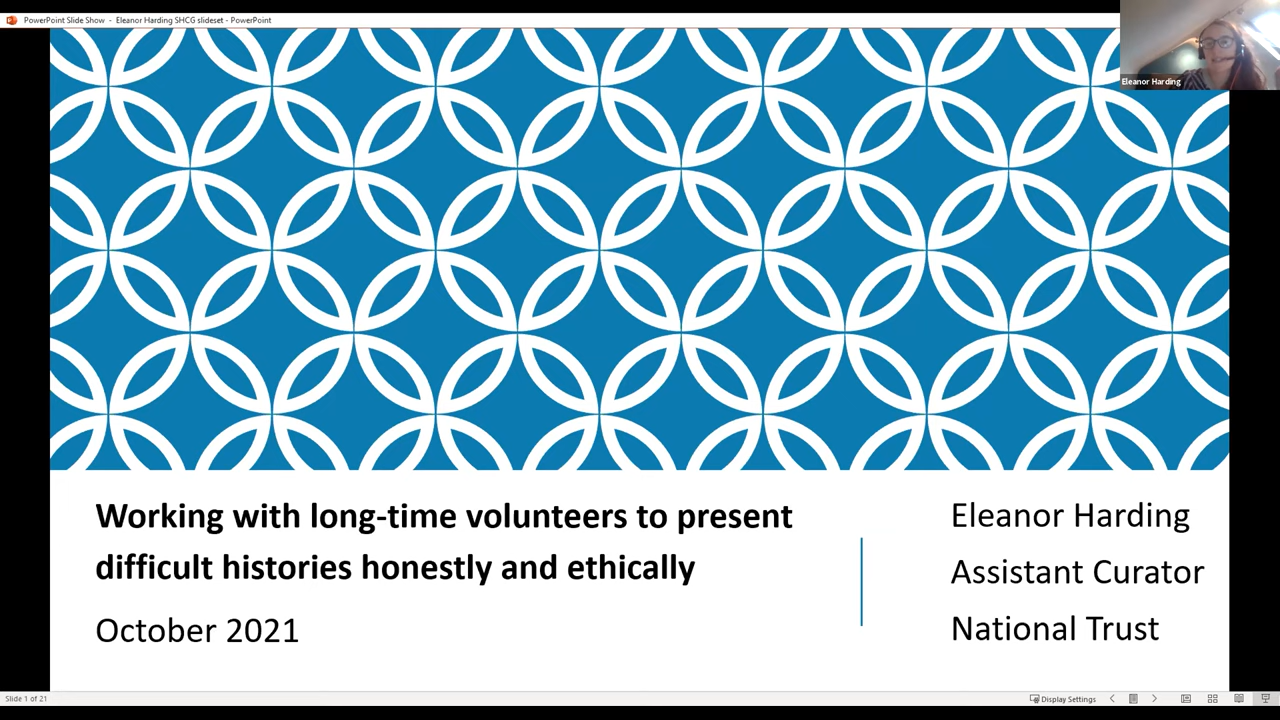 PowerPoint Slide Show - Eleanor Harding SHCG slideset - PowerPoint
Eleanor Harding
Working with long-time volunteers to present
difficult histories honestly and ethically
October 2021
Eleanor Harding
Assistant Curator
National Trust
Slide 1 of 21
Display Settings